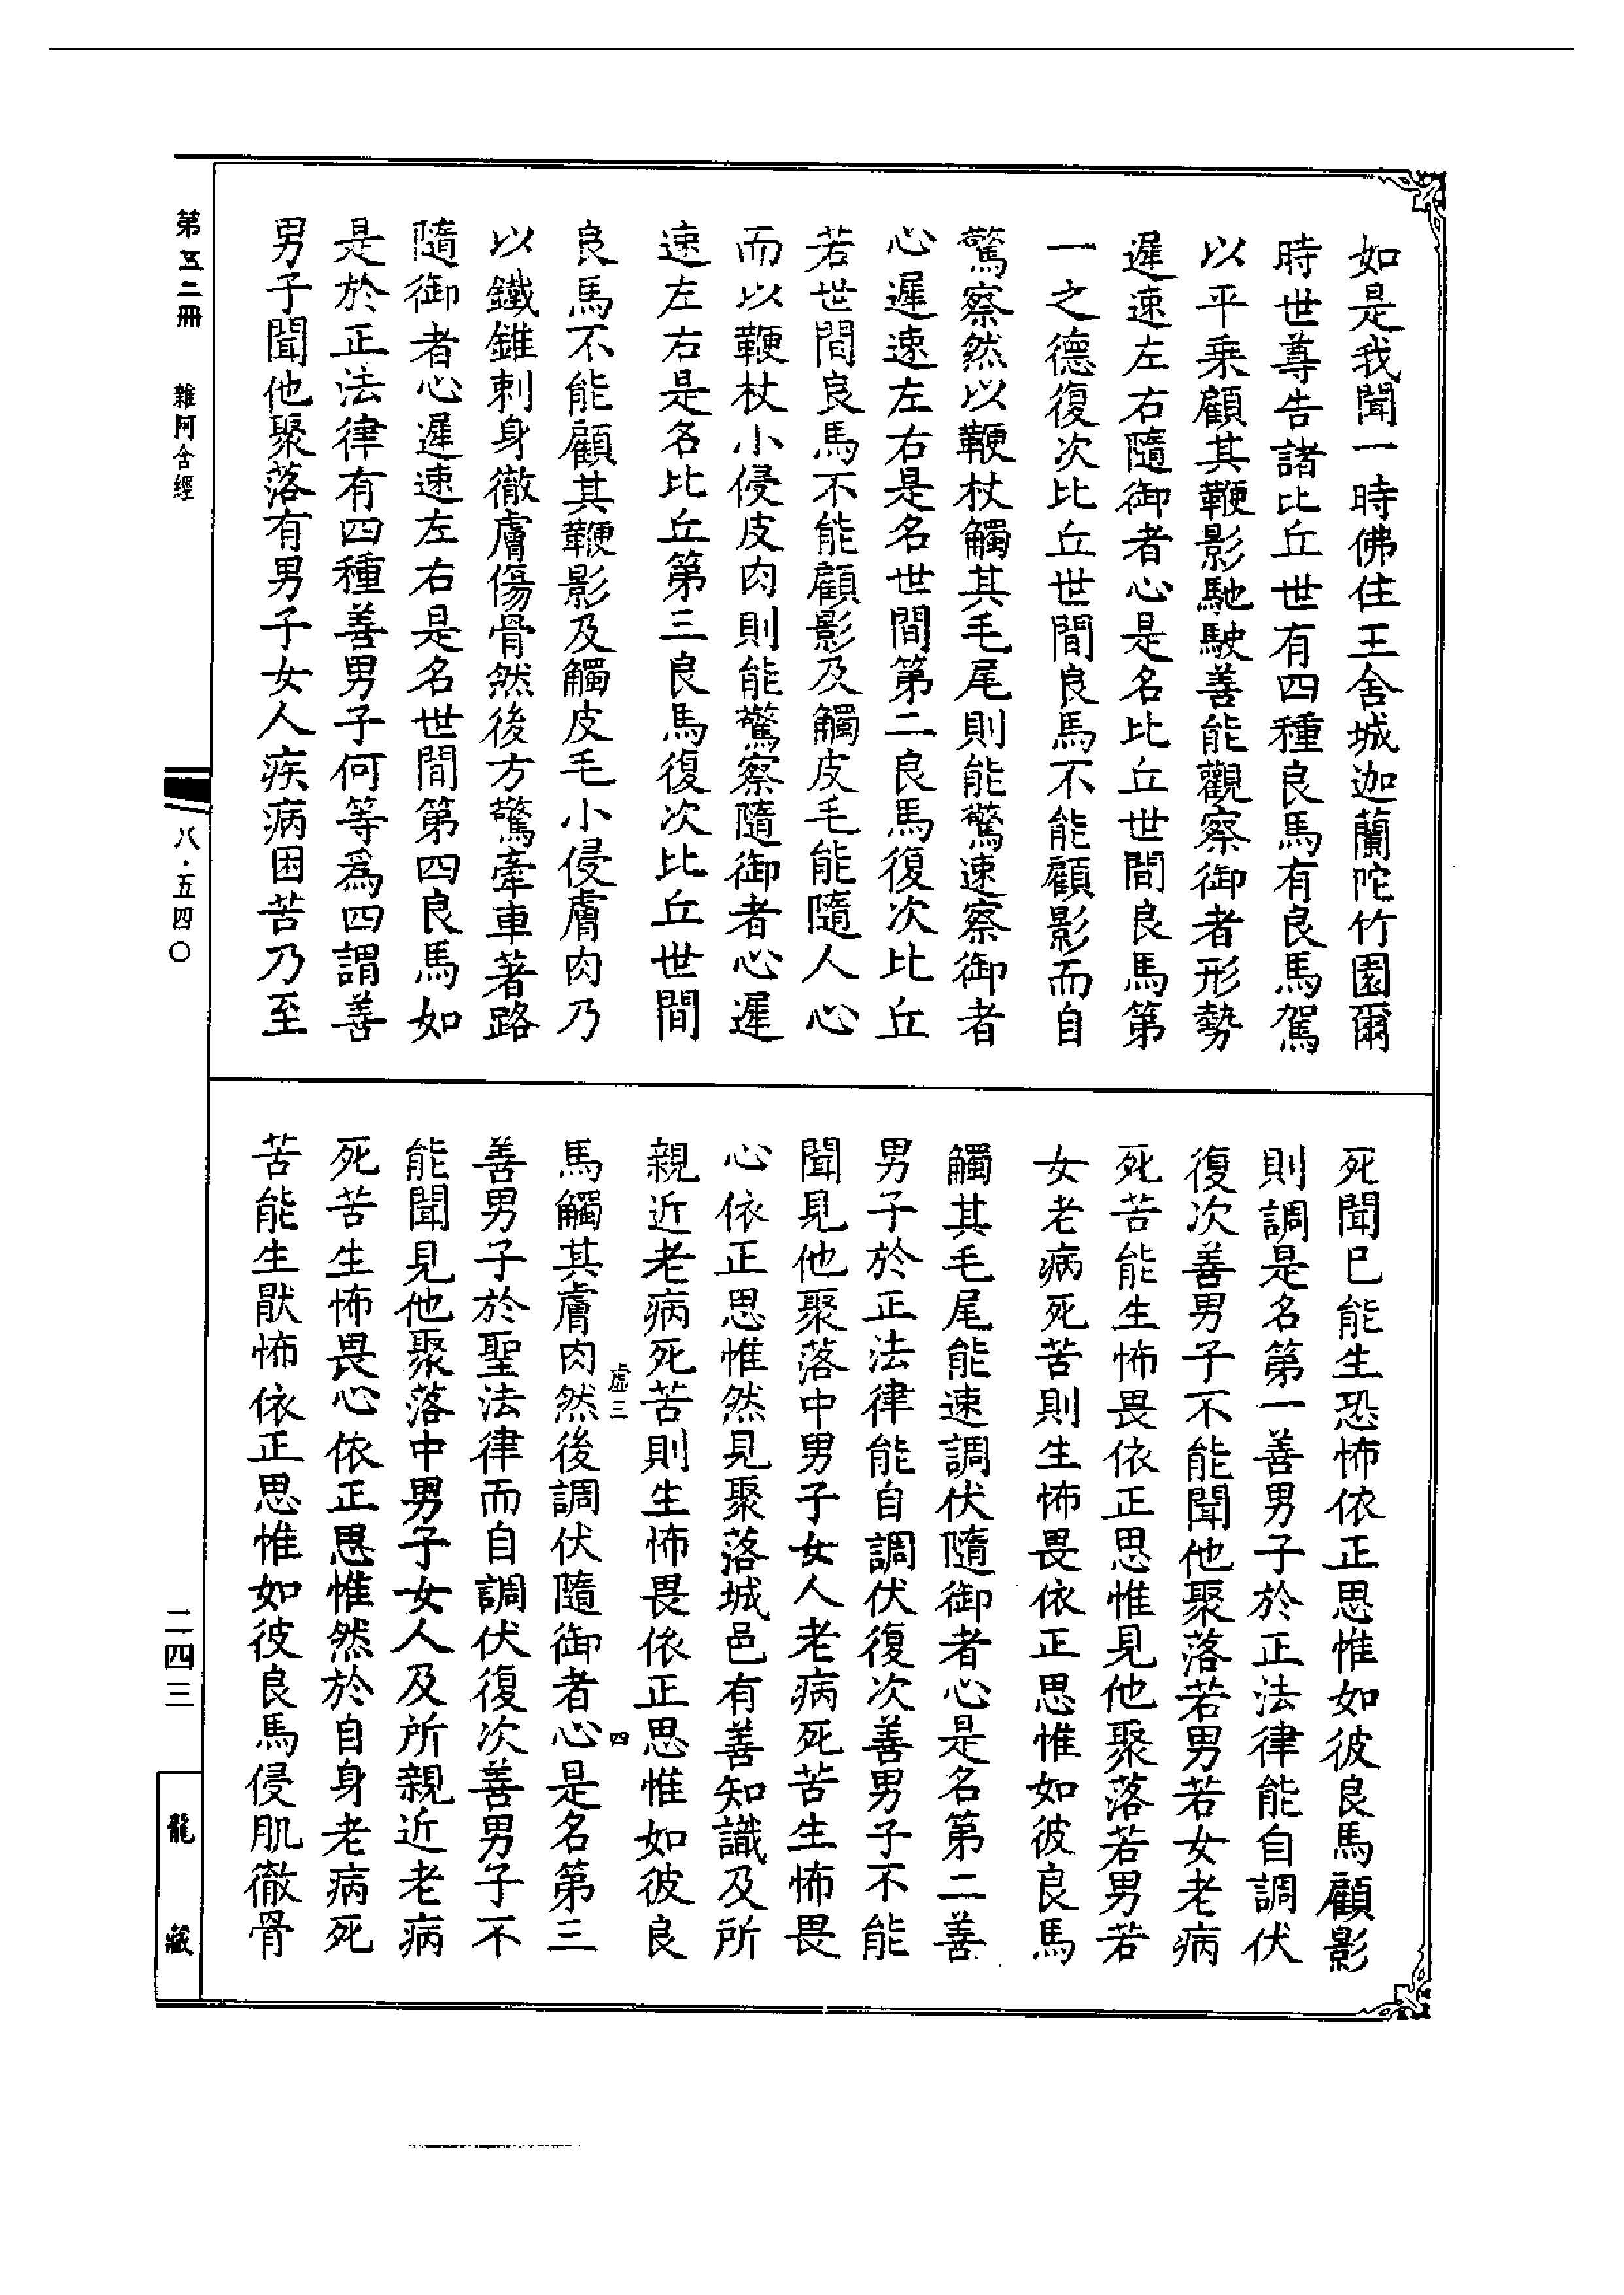 如是我聞一時佛住王舍城迦蘭陀竹園爾
時世尊告諸比丘世有四種良馬有良馬駕
以平乗顧其鞭影馳駛善能觀察御者形勢
遲速左右隨御者心是名比丘世間良馬第
一之德復次比丘世間良馬不能顧影而自
驚察然以鞭杖觸其毛尾則能驚速察御者
心遲速左右是名世間第二良馬復次比丘
若世間良馬不能顧影及觸皮毛能隨人心
而以鞭杖小侵皮肉則能驚察隨御者心遲
速左右是名比丘第三良馬復次比丘世間
良馬不能顧其鞭影及觸皮毛小侵膚肉乃
以鐵錐刺身徹膚傷骨然後方驚牽車著路
隨御者心遲速左右是名世間第四良馬如
是於正法律有四種善男子何等為四謂善
男子聞他聚落有男子女人疾病困苦乃至
死聞已能生恐怖依正思惟如彼良馬顧影
則調是名第一善男子於正法律能自調伏
復次善男子不能聞他聚落若男若女老病
死苦能生怖畏依正思惟見他聚落若男若
女老病死苦則生怖畏依正思惟如彼良馬
觸其毛尾能速調伏隨御者心是名第二善
男子於正法律能自調伏復次善男子不能
聞見他聚落中男子女人老病死苦生怖畏
心依正思惟然見聚落城邑有善知識及所
親近老病死苦則生怖畏依正思惟如彼良
虛三 四
馬觸其膚肉然後調伏隨御者心是名第三
善男子於聖法律而自調伏復次善男子不
能聞見他聚落中男子女人及所親近老病
死苦生怖畏心依正思惟然於自身老病死
苦能生厭怖依正思惟如彼良馬侵肌徹骨
第五二冊 雜阿含經
八·五四〇
二四三
龍藏